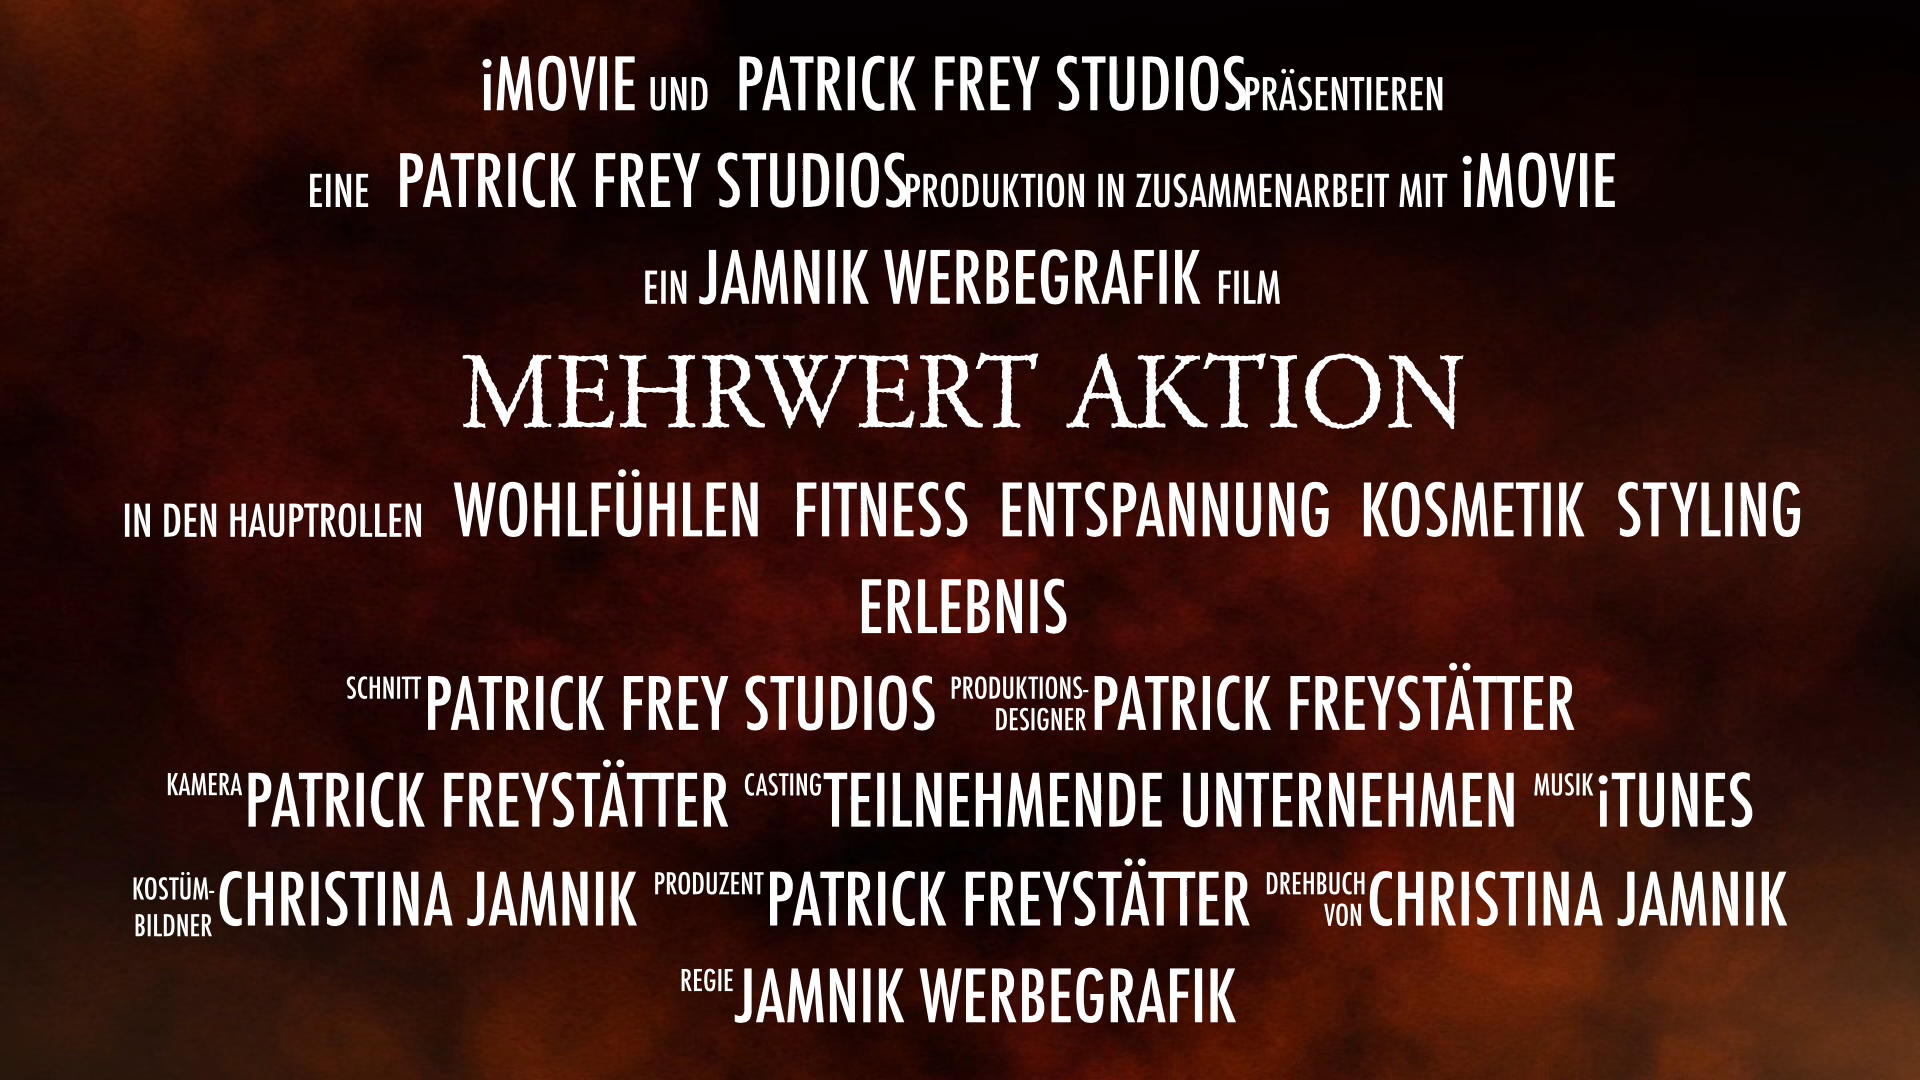 iMOVIE UND PATRICK FREY STUDIOS PRÄSENTIEREN
EINE PATRICK FREY STUDIOS PRODUKTION IN ZUSAMMENARBEIT MIT iMOVIE
EIN JAMNIK WERBEGRAFIK FILM
MEHRWERT AKTION
IN DEN HAUPTROLLEN WOHLFÜHLEN FITNESS ENTSPANNUNG KOSMETIK STYLING
ERLEBNIS
SCHNITT PATRICK FREY STUDIOS PRODUKTIONS-DESIGNER PATRICK FREYSTÄTTER
KAMERA PATRICK FREYSTÄTTER CASTING TEILNEHMENDE UNTERNEHMEN MUSIK iTUNES
KOSTÜM-BILDNER CHRISTINA JAMNIK PRODUZENT PATRICK FREYSTÄTTER DREHBUCH VON CHRISTINA JAMNIK
REGIE JAMNIK WERBEGRAFIK